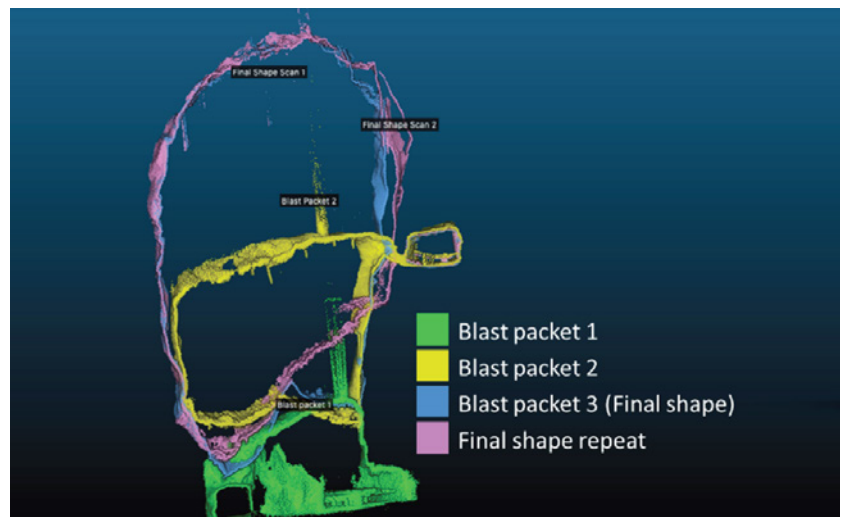 Final Shape Scan 1
Final Shape Scan 2
Blast Packet 2
Blast packet 1
Blast packet 1
Blast packet 2
Blast packet 3 (Final shape)
Final shape repeat